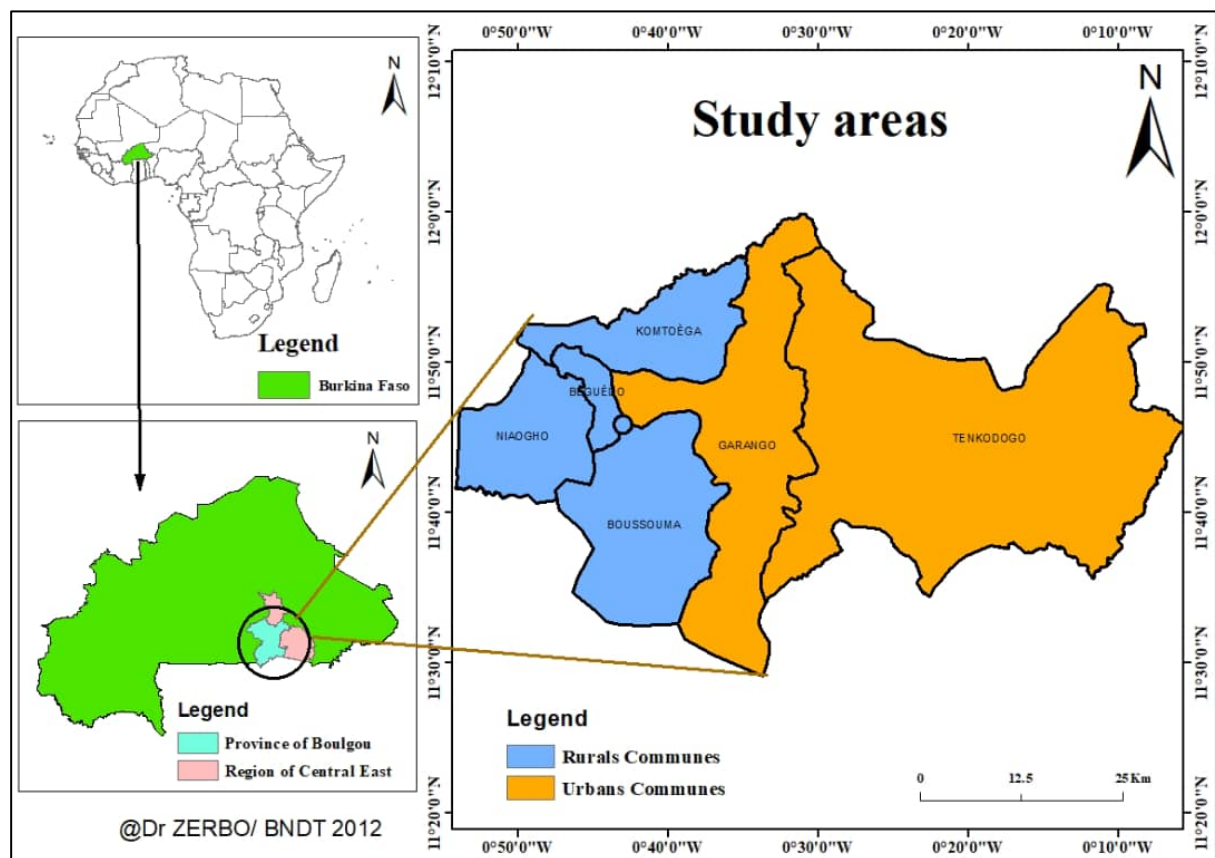 N
Legend
Burkina Faso
N
Legend
Province of Boulgou
Region of Central East
@Dr ZERBO/ BNDT 2012
0°50'0"W 0°40'0"W 0°30'0"W 0°20'0"W 0°10'0"W
12°10'0"N 12°10'0"N
Study areas
N
12°0'0"N 12°0'0"N
KOMTOÈGA
11°50'0"N 11°50'0"N
BÉGUÊDO
NIAOGHO
GARANGO
TENKODOGO
BOUSSOUMA
11°40'0"N 11°40'0"N
11°30'0"N 11°30'0"N
Legend
Rurals Communes
Urbans Communes
0 12.5 25 Km
11°20'0"N 11°20'0"N
0°50'0"W 0°40'0"W 0°30'0"W 0°20'0"W 0°10'0"W